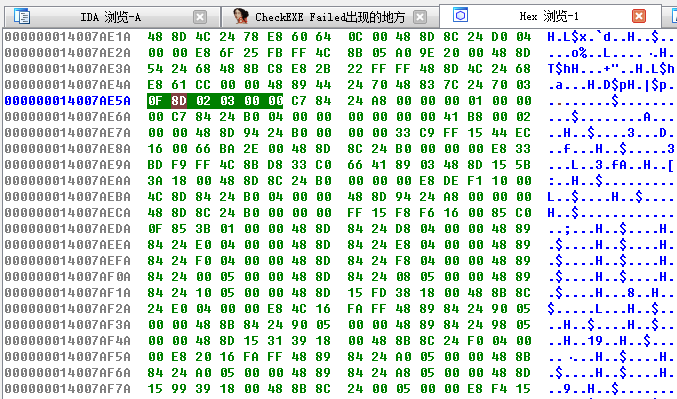 IDA 浏览-A CheckEXE Failed出现的地方 Hex 浏览-1
000000014007AE1A 48 8D 4C 24 78 E8 60 64 0C 00 48 8D 8C 24 D0 04 H.L$x.`d..H..$..
000000014007AE2A 00 00 E8 6F 25 FB FF 4C 8B 05 A0 9E 20 00 48 8D ...o%..L.... .H.
000000014007AE3A 54 24 68 48 8B C8 E8 2B 22 FF FF 48 8D 4C 24 68 T$hH...+"..H.L$h
000000014007AE4A E8 61 CC 00 00 48 89 44 24 70 48 83 7C 24 70 03 .a...H.D$pH.|$p.
000000014007AE5A 0F 8D 02 03 00 00 C7 84 24 A8 00 00 00 01 00 00 ........$.......
000000014007AE6A 00 C7 84 24 B0 04 00 00 00 00 00 00 41 B8 00 02 ...$........A...
000000014007AE7A 00 00 48 8D 94 24 B0 00 00 00 33 C9 FF 15 44 EC ..H..$....3...D.
000000014007AE8A 16 00 66 BA 2E 00 48 8D 8C 24 B0 00 00 00 E8 33 ..f...H..$.....3
000000014007AE9A BD F9 FF 4C 8B D8 33 C0 66 41 89 03 48 8D 15 5B ...L..3.fA..H..[
000000014007AEAA 3A 18 00 48 8D 8C 24 B0 00 00 00 E8 DE F1 10 00 :..H..$.........
000000014007AEBA 4C 8D 84 24 B0 04 00 00 48 8D 94 24 A8 00 00 00 L..$....H..$....
000000014007AECA 48 8D 8C 24 B0 00 00 00 FF 15 F8 F6 16 00 85 C0 H..$............
000000014007AEDA 0F 85 3B 01 00 00 48 8D 84 24 D8 04 00 00 48 89 ..;...H..$....H.
000000014007AEEA 84 24 E0 04 00 00 48 8D 84 24 E8 04 00 00 48 89 .$....H..$....H.
000000014007AEFA 84 24 F0 04 00 00 48 8D 84 24 F8 04 00 00 48 89 .$....H..$....H.
000000014007AF0A 84 24 00 05 00 00 48 8D 84 24 08 05 00 00 48 89 .$....H..$....H.
000000014007AF1A 84 24 10 05 00 00 48 8D 15 FD 38 18 00 48 8B 8C .$....H...8..H..
000000014007AF2A 24 E0 04 00 00 E8 4C 16 FA FF 48 89 84 24 90 05 $.....L...H..$..
000000014007AF3A 00 00 48 8B 84 24 90 05 00 00 48 89 84 24 98 05 ..H..$....H..$..
000000014007AF4A 00 00 48 8D 15 31 39 18 00 48 8B 8C 24 F0 04 00 ..H..19..H..$...
000000014007AF5A 00 E8 20 16 FA FF 48 89 84 24 A0 05 00 00 48 8B .. ...H..$....H.
000000014007AF6A 84 24 A0 05 00 00 48 89 84 24 A8 05 00 00 48 8D .$....H..$....H.
000000014007AF7A 15 99 39 18 00 48 8B 8C 24 00 05 00 00 E8 F4 15 ..9..H..$.......